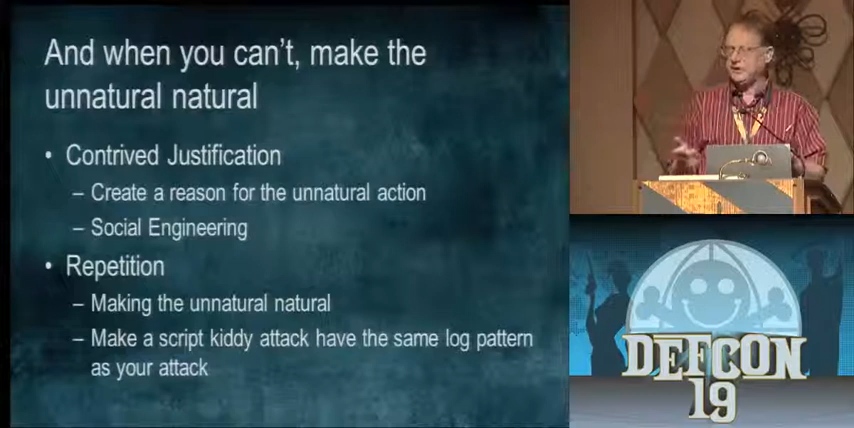 And when you can't, make the
unnatural natural
• Contrived Justification
– Create a reason for the unnatural action
– Social Engineering
• Repetition
– Making the unnatural natural
– Make a script kiddy attack have the same log pattern
as your attack
DEFCON
19